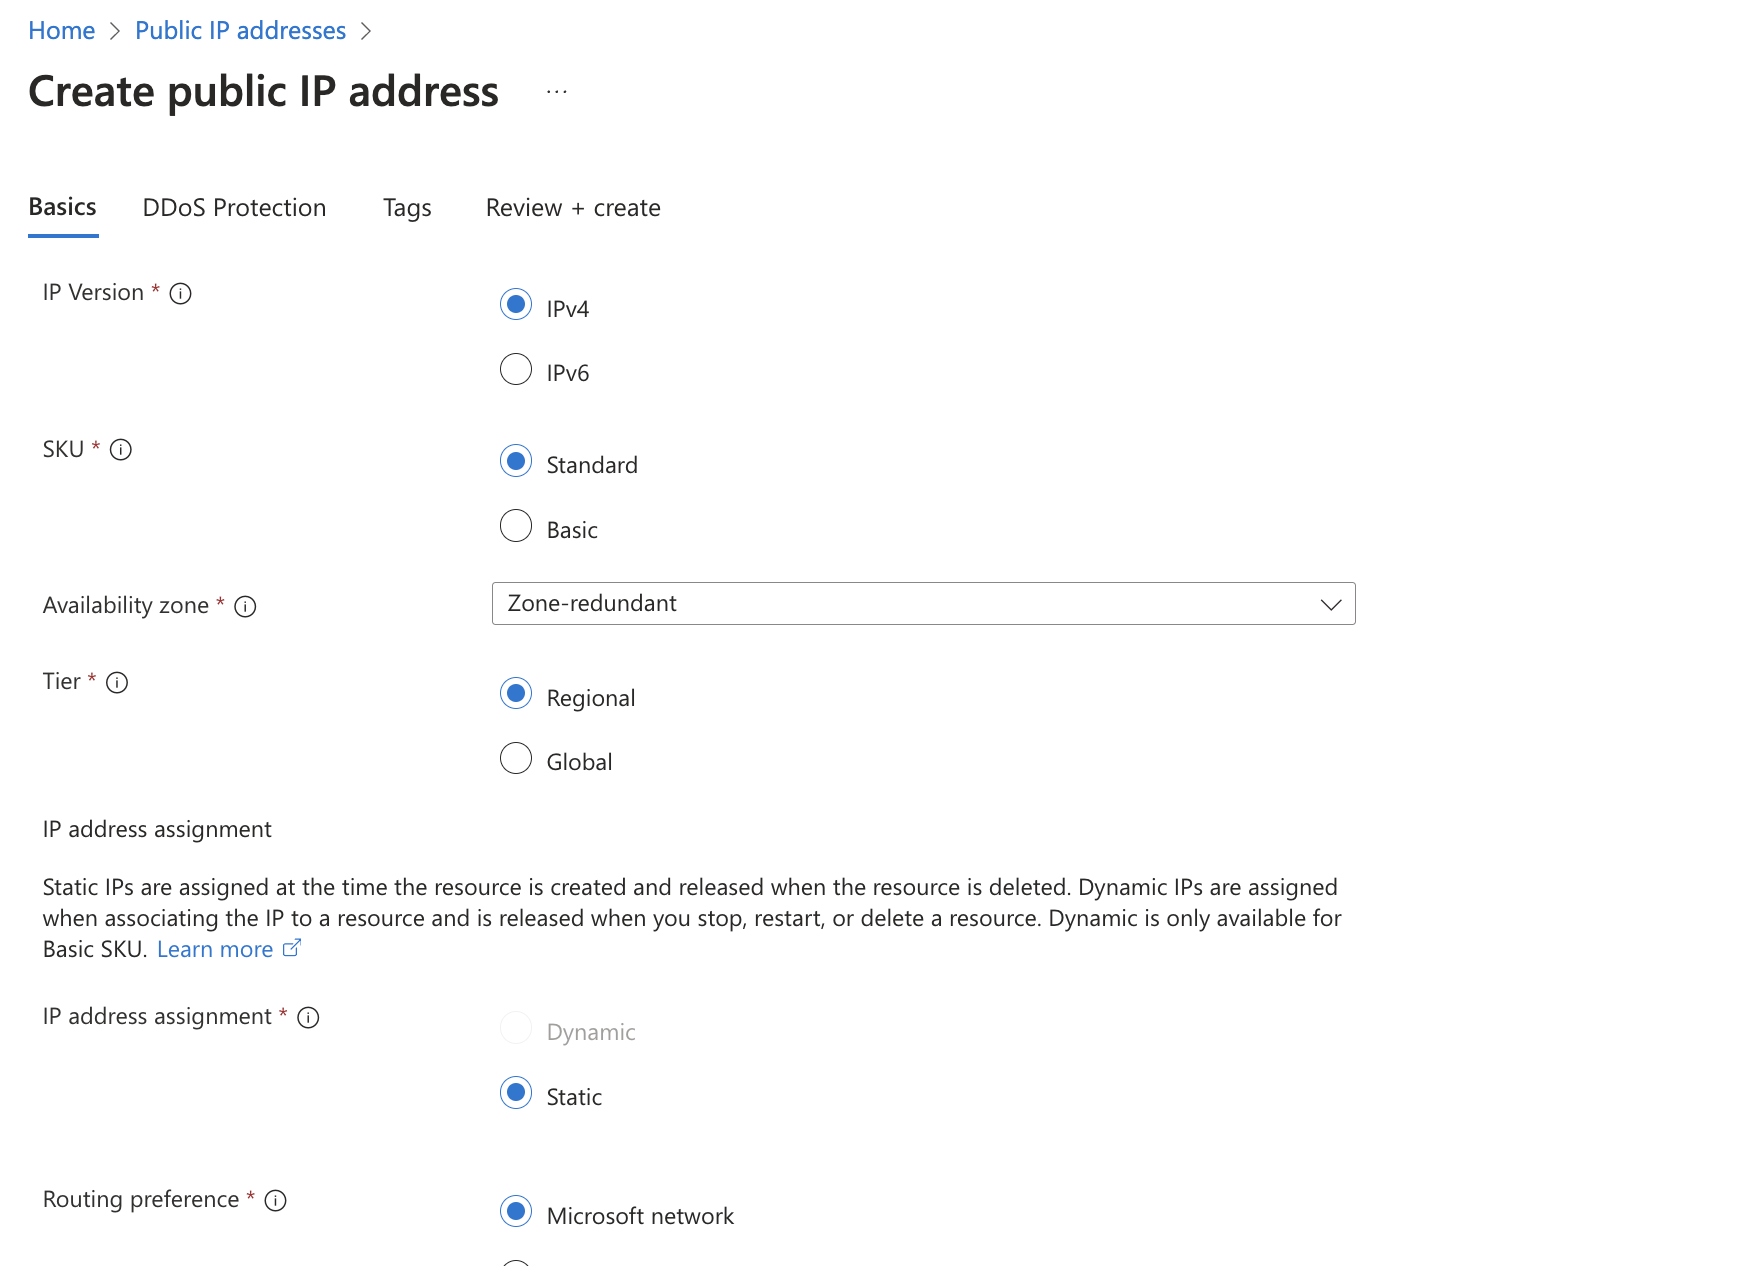 Home > Public IP addresses >
Create public IP address ...
Basics DDoS Protection Tags Review + create
IP Version *
IPv4
IPv6
SKU *
Standard
Basic
Availability zone *
Zone-redundant
Tier *
Regional
Global
IP address assignment
Static IPs are assigned at the time the resource is created and released when the resource is deleted. Dynamic IPs are assigned
when associating the IP to a resource and is released when you stop, restart, or delete a resource. Dynamic is only available for
Basic SKU. Learn more
IP address assignment *
Dynamic
Static
Routing preference *
Microsoft network